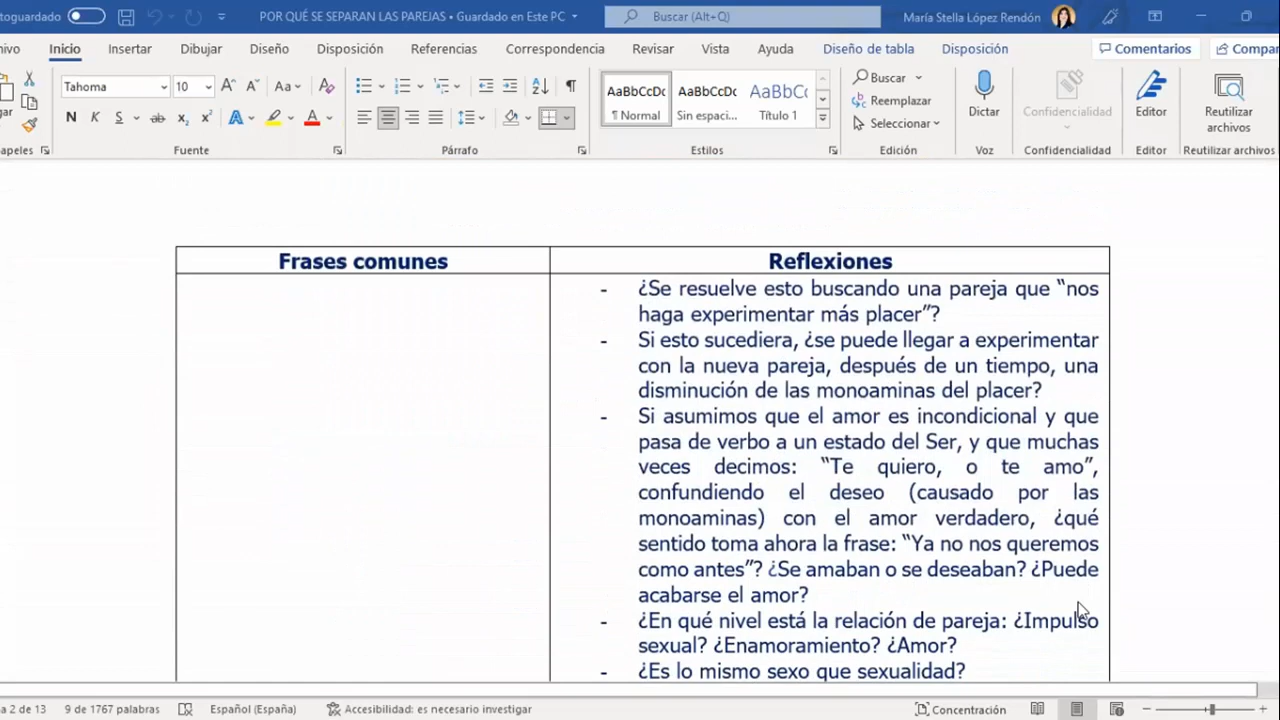 utoguardado
POR QUÉ SE SEPARAN LAS PAREJAS • Guardado en Este PC
Buscar (Alt+Q)
María Stella López Rendón
Inicio Insertar Dibujar Diseño Disposición Referencias Correspondencia Revisar Vista Ayuda Diseño de tabla Disposición Comentarios
Tahoma 10 Aa
N K S ab x₂ x² A A
Fuente Párrafo
AaBbCcDc AaBbCcDc AaBbCc
¶ Normal Sin espaci... Título 1
Estilos
Buscar
Reemplazar
Seleccionar
Edición
Dictar
Voz
Confidencialidad
Confidencialidad
Editor
Editor
Reutilizar
archivos
Reutilizar archivos
Frases comunes Reflexiones
- ¿Se resuelve esto buscando una pareja que “nos
haga experimentar más placer”?
- Si esto sucediera, ¿se puede llegar a experimentar
con la nueva pareja, después de un tiempo, una
disminución de las monoaminas del placer?
- Si asumimos que el amor es incondicional y que
pasa de verbo a un estado del Ser, y que muchas
veces decimos: “Te quiero, o te amo”,
confundiendo el deseo (causado por las
monoaminas) con el amor verdadero, ¿qué
sentido toma ahora la frase: “Ya no nos queremos
como antes”? ¿Se amaban o se deseaban? ¿Puede
acabarse el amor?
- ¿En qué nivel está la relación de pareja: ¿Impulso
sexual? ¿Enamoramiento? ¿Amor?
- ¿Es lo mismo sexo que sexualidad?
a 2 de 13 9 de 1767 palabras Español (España) Accesibilidad: es necesario investigar Concentración